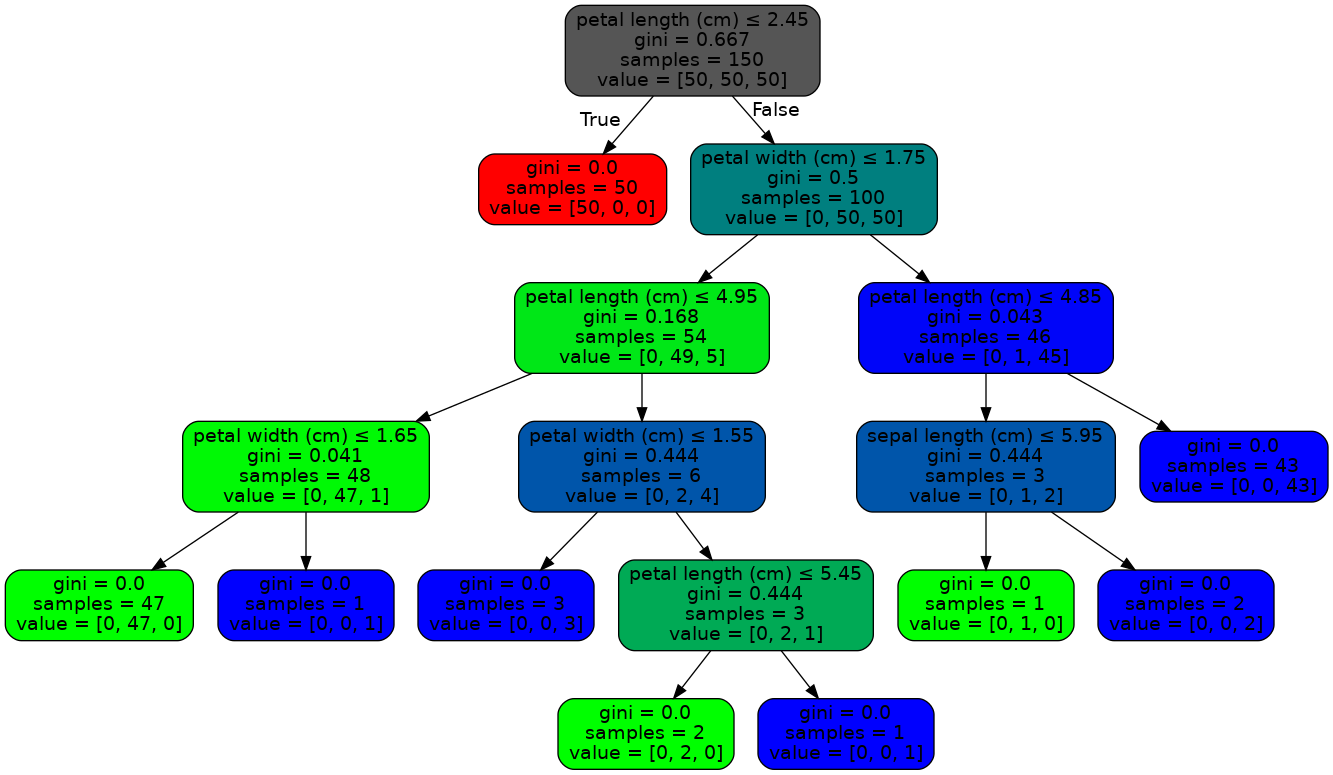 petal length (cm) ≤ 2.45
gini = 0.667
samples = 150
value = [50, 50, 50]
True
False
gini = 0.0
samples = 50
value = [50, 0, 0]
petal width (cm) ≤ 1.75
gini = 0.5
samples = 100
value = [0, 50, 50]
petal length (cm) ≤ 4.95
gini = 0.168
samples = 54
value = [0, 49, 5]
petal length (cm) ≤ 4.85
gini = 0.043
samples = 46
value = [0, 1, 45]
petal width (cm) ≤ 1.65
gini = 0.041
samples = 48
value = [0, 47, 1]
petal width (cm) ≤ 1.55
gini = 0.444
samples = 6
value = [0, 2, 4]
sepal length (cm) ≤ 5.95
gini = 0.444
samples = 3
value = [0, 1, 2]
gini = 0.0
samples = 43
value = [0, 0, 43]
gini = 0.0
samples = 47
value = [0, 47, 0]
gini = 0.0
samples = 1
value = [0, 0, 1]
gini = 0.0
samples = 3
value = [0, 0, 3]
petal length (cm) ≤ 5.45
gini = 0.444
samples = 3
value = [0, 2, 1]
gini = 0.0
samples = 1
value = [0, 1, 0]
gini = 0.0
samples = 2
value = [0, 0, 2]
gini = 0.0
samples = 2
value = [0, 2, 0]
gini = 0.0
samples = 1
value = [0, 0, 1]